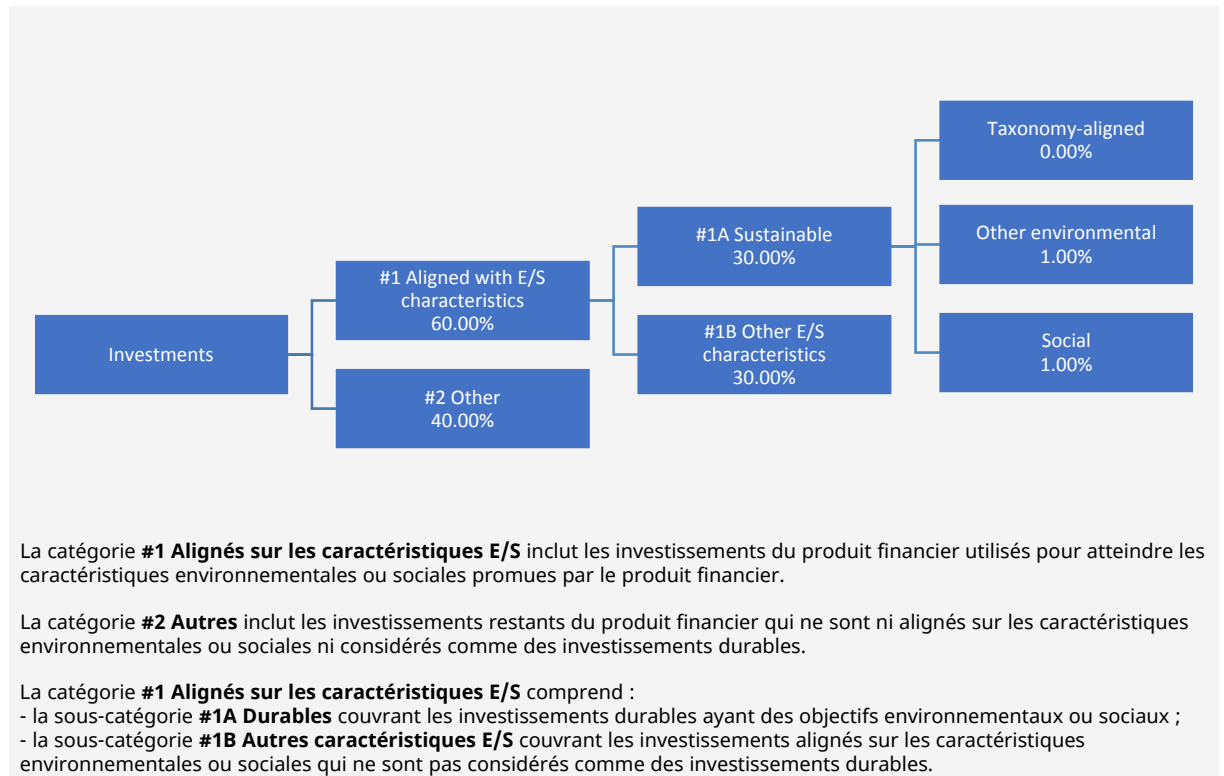 Taxonomy-aligned
0.00%
#1A Sustainable
30.00%
Other environmental
1.00%
#1 Aligned with E/S
characteristics
60.00%
Investments
#1B Other E/S
characteristics
30.00%
Social
1.00%
#2 Other
40.00%
La catégorie #1 Alignés sur les caractéristiques E/S inclut les investissements du produit financier utilisés pour atteindre les
caractéristiques environnementales ou sociales promues par le produit financier.
La catégorie #2 Autres inclut les investissements restants du produit financier qui ne sont ni alignés sur les caractéristiques
environnementales ou sociales ni considérés comme des investissements durables.
La catégorie #1 Alignés sur les caractéristiques E/S comprend :
- la sous-catégorie #1A Durables couvrant les investissements durables ayant des objectifs environnementaux ou sociaux ;
- la sous-catégorie #1B Autres caractéristiques E/S couvrant les investissements alignés sur les caractéristiques
environnementales ou sociales qui ne sont pas considérés comme des investissements durables.